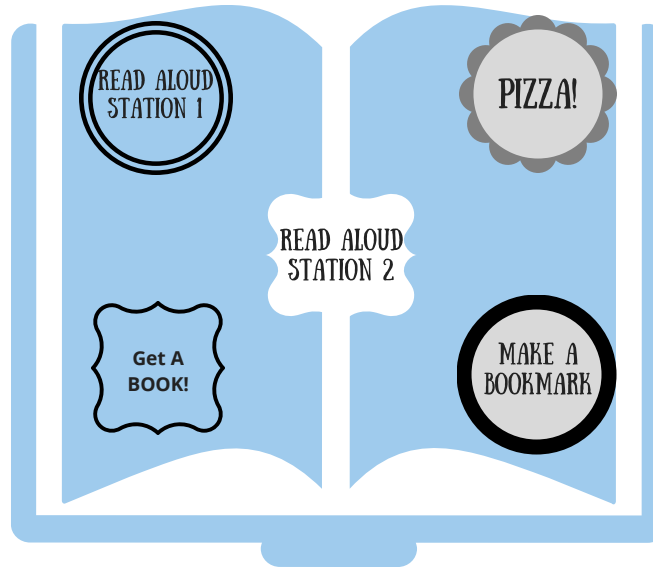 READ ALOUD
STATION 1
PIZZA!
READ ALOUD
STATION 2
Get A
BOOK!
MAKE A
BOOKMARK